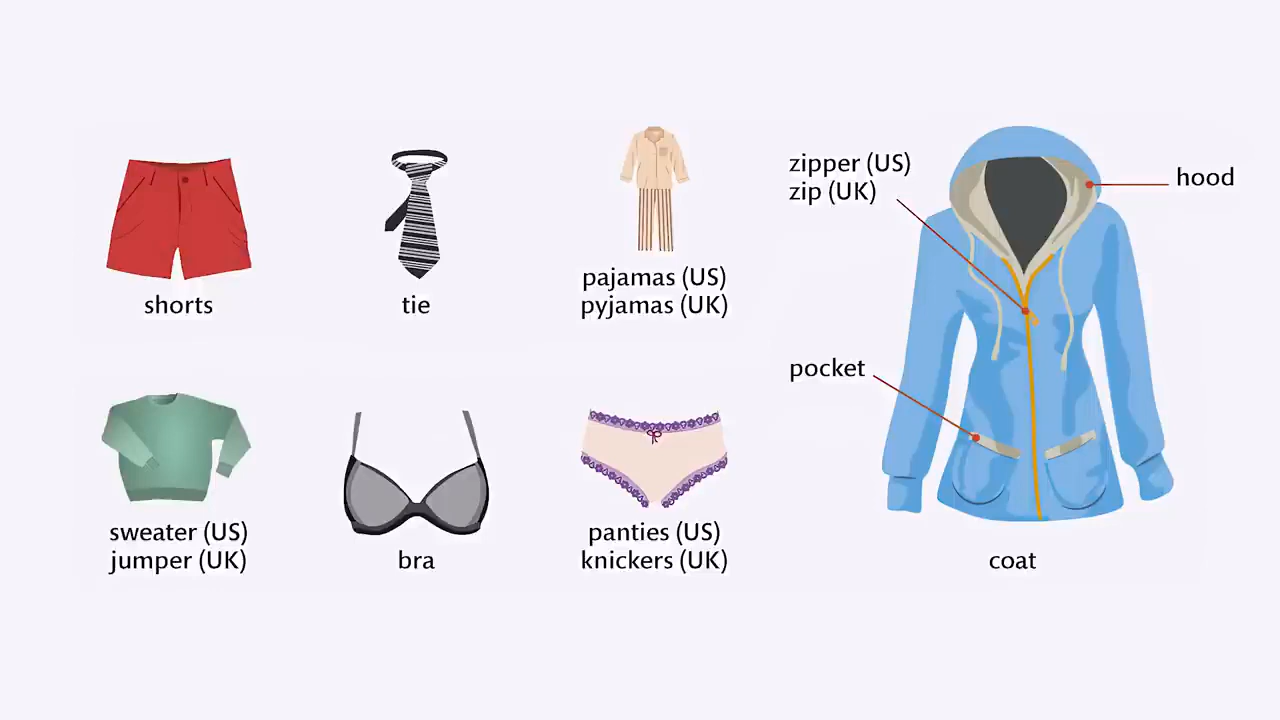 shorts
tie
pajamas (US)
pyjamas (UK)
sweater (US)
jumper (UK)
bra
panties (US)
knickers (UK)
zipper (US)
zip (UK)
hood
pocket
coat